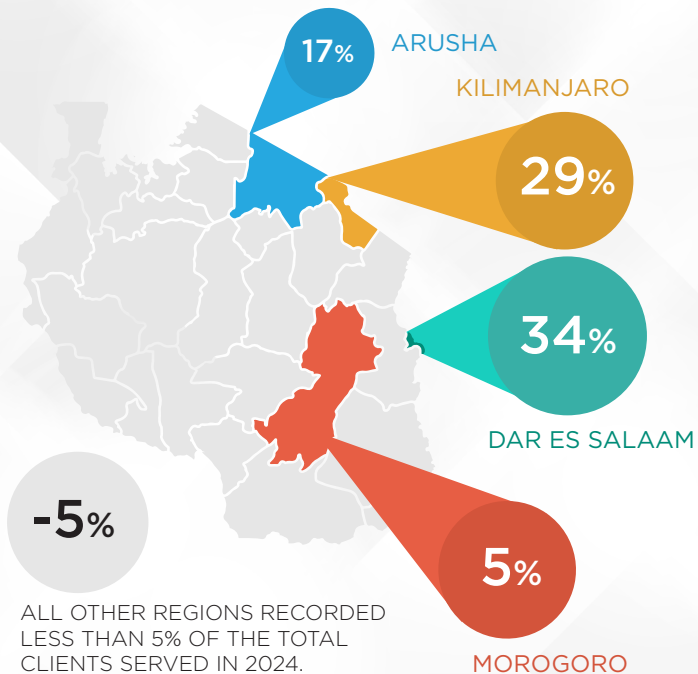 17%
ARUSHA
KILIMANJARO
29%
34%
DAR ES SALAAM
-5%
5%
ALL OTHER REGIONS RECORDED
LESS THAN 5% OF THE TOTAL
CLIENTS SERVED IN 2024.
MOROGORO